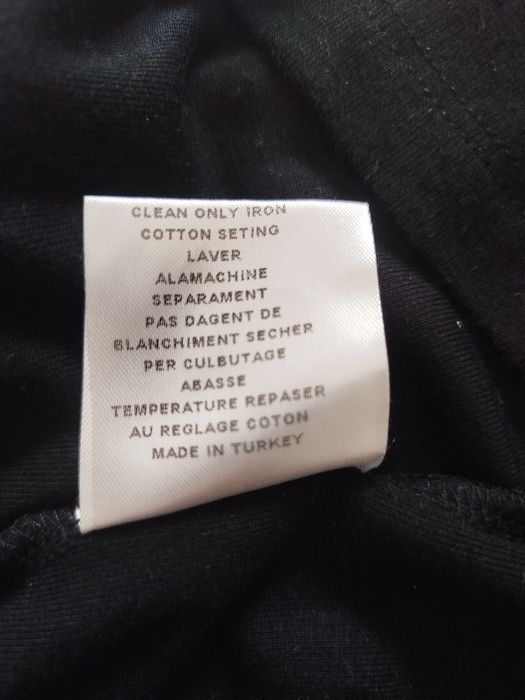 CLEAN ONLY IRON
COTTON SETING
LAVER
ALAMACHINE
SEPARAMENT
PAS DAGENT DE
BLANCHIMENT SECHER
PER CULBUTAGE
ABASSE
TEMPERATURE REPASER
AU REGLAGE COTON
MADE IN TURKEY